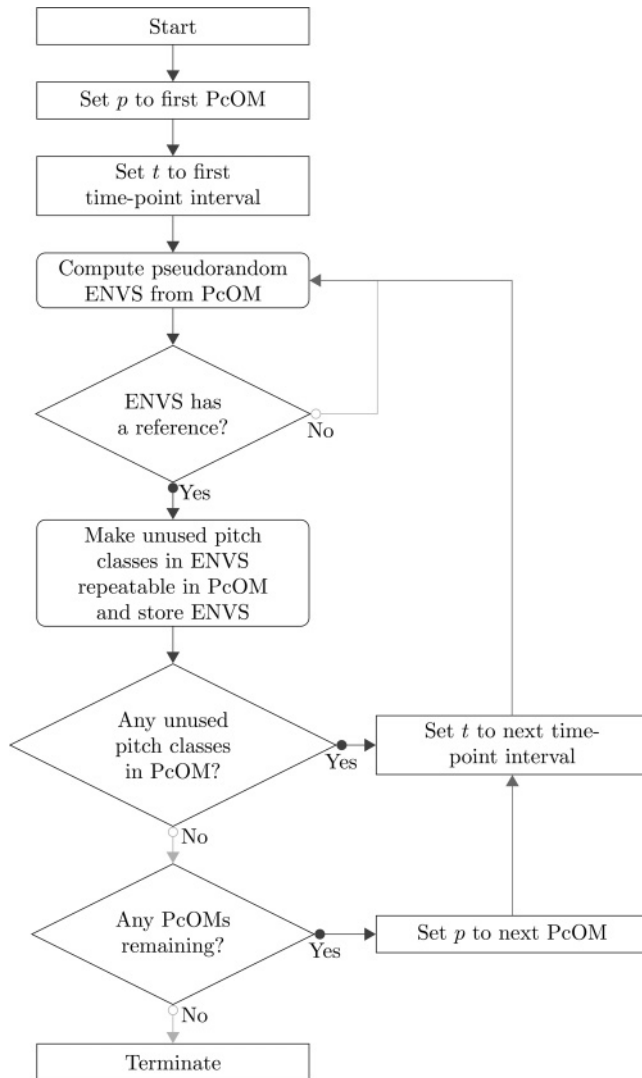 Start
Set p to first PcOM
Set t to first
time-point interval
Compute pseudorandom
ENVS from PcOM
ENVS has
a reference?
No
Yes
Make unused pitch
classes in ENVS
repeatable in PcOM
and store ENVS
Any unused
pitch classes
in PcOM?
Yes
Set t to next time-
point interval
No
Any PcOMs
remaining?
Yes
Set p to next PcOM
No
Terminate